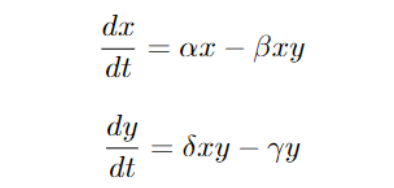 dx/dt = αx − βxy
dy/dt = δxy − γy